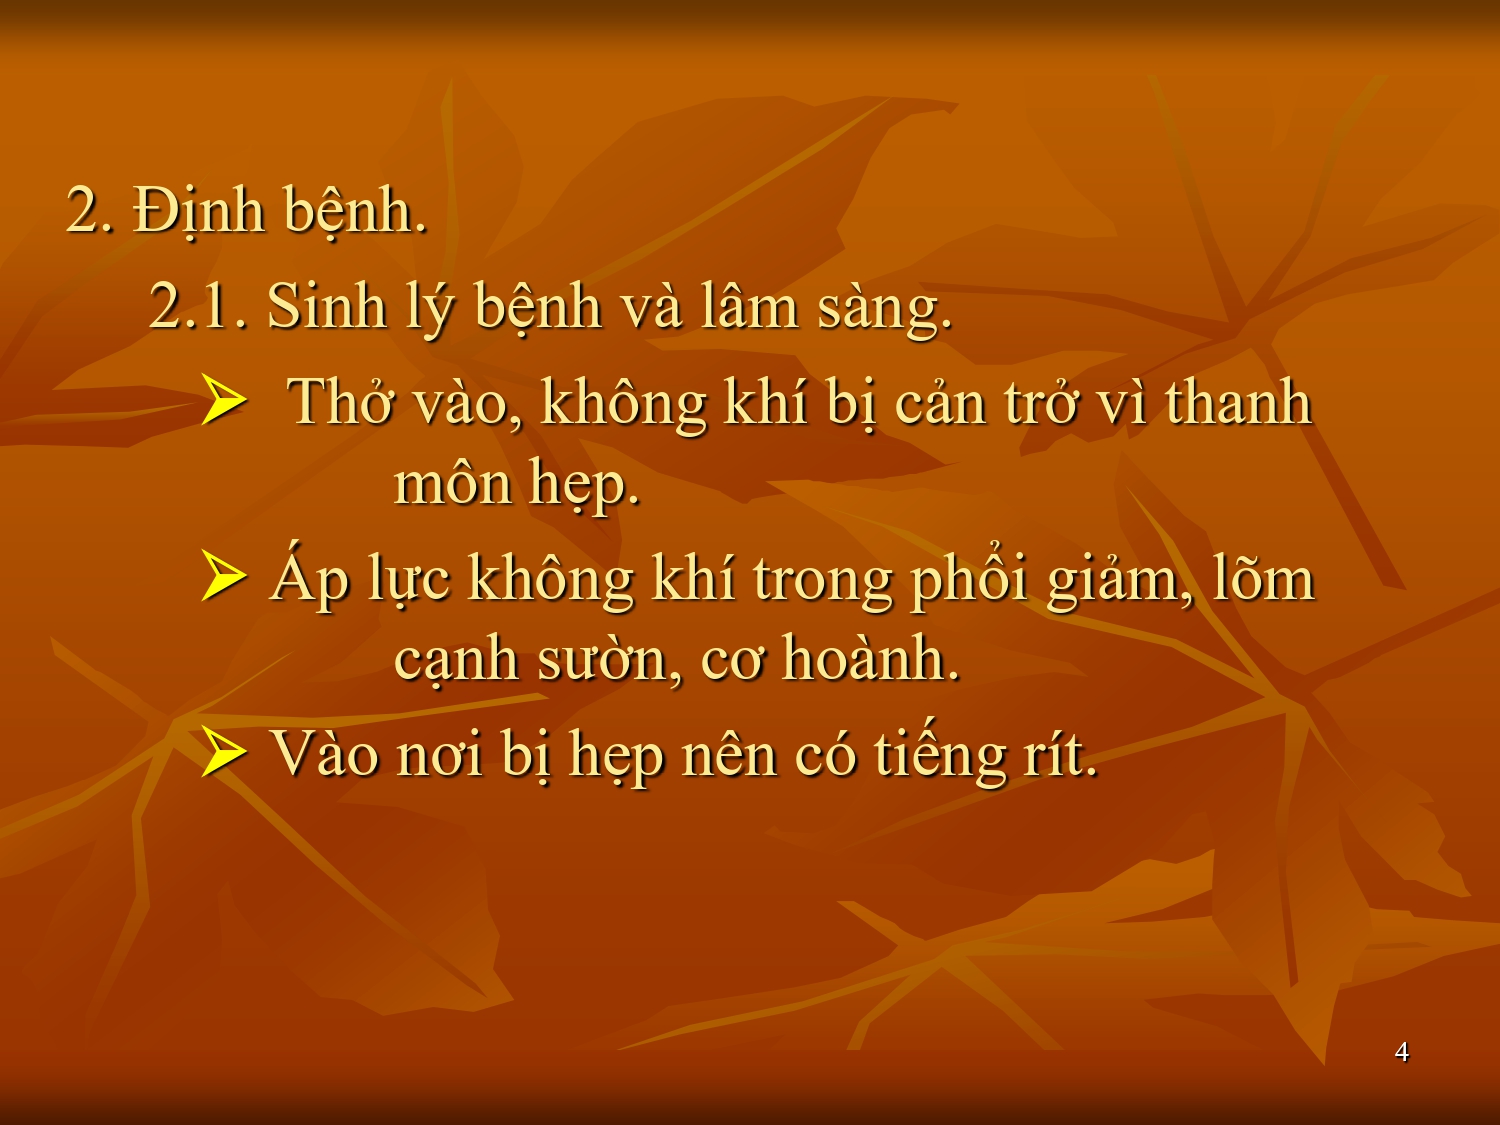 2. Định bệnh.
2.1. Sinh lý bệnh và lâm sàng.
Thở vào, không khí bị cản trở vì thanh
môn hẹp.
Áp lực không khí trong phổi giảm, lõm
cạnh sườn, cơ hoành.
Vào nơi bị hẹp nên có tiếng rít.
4